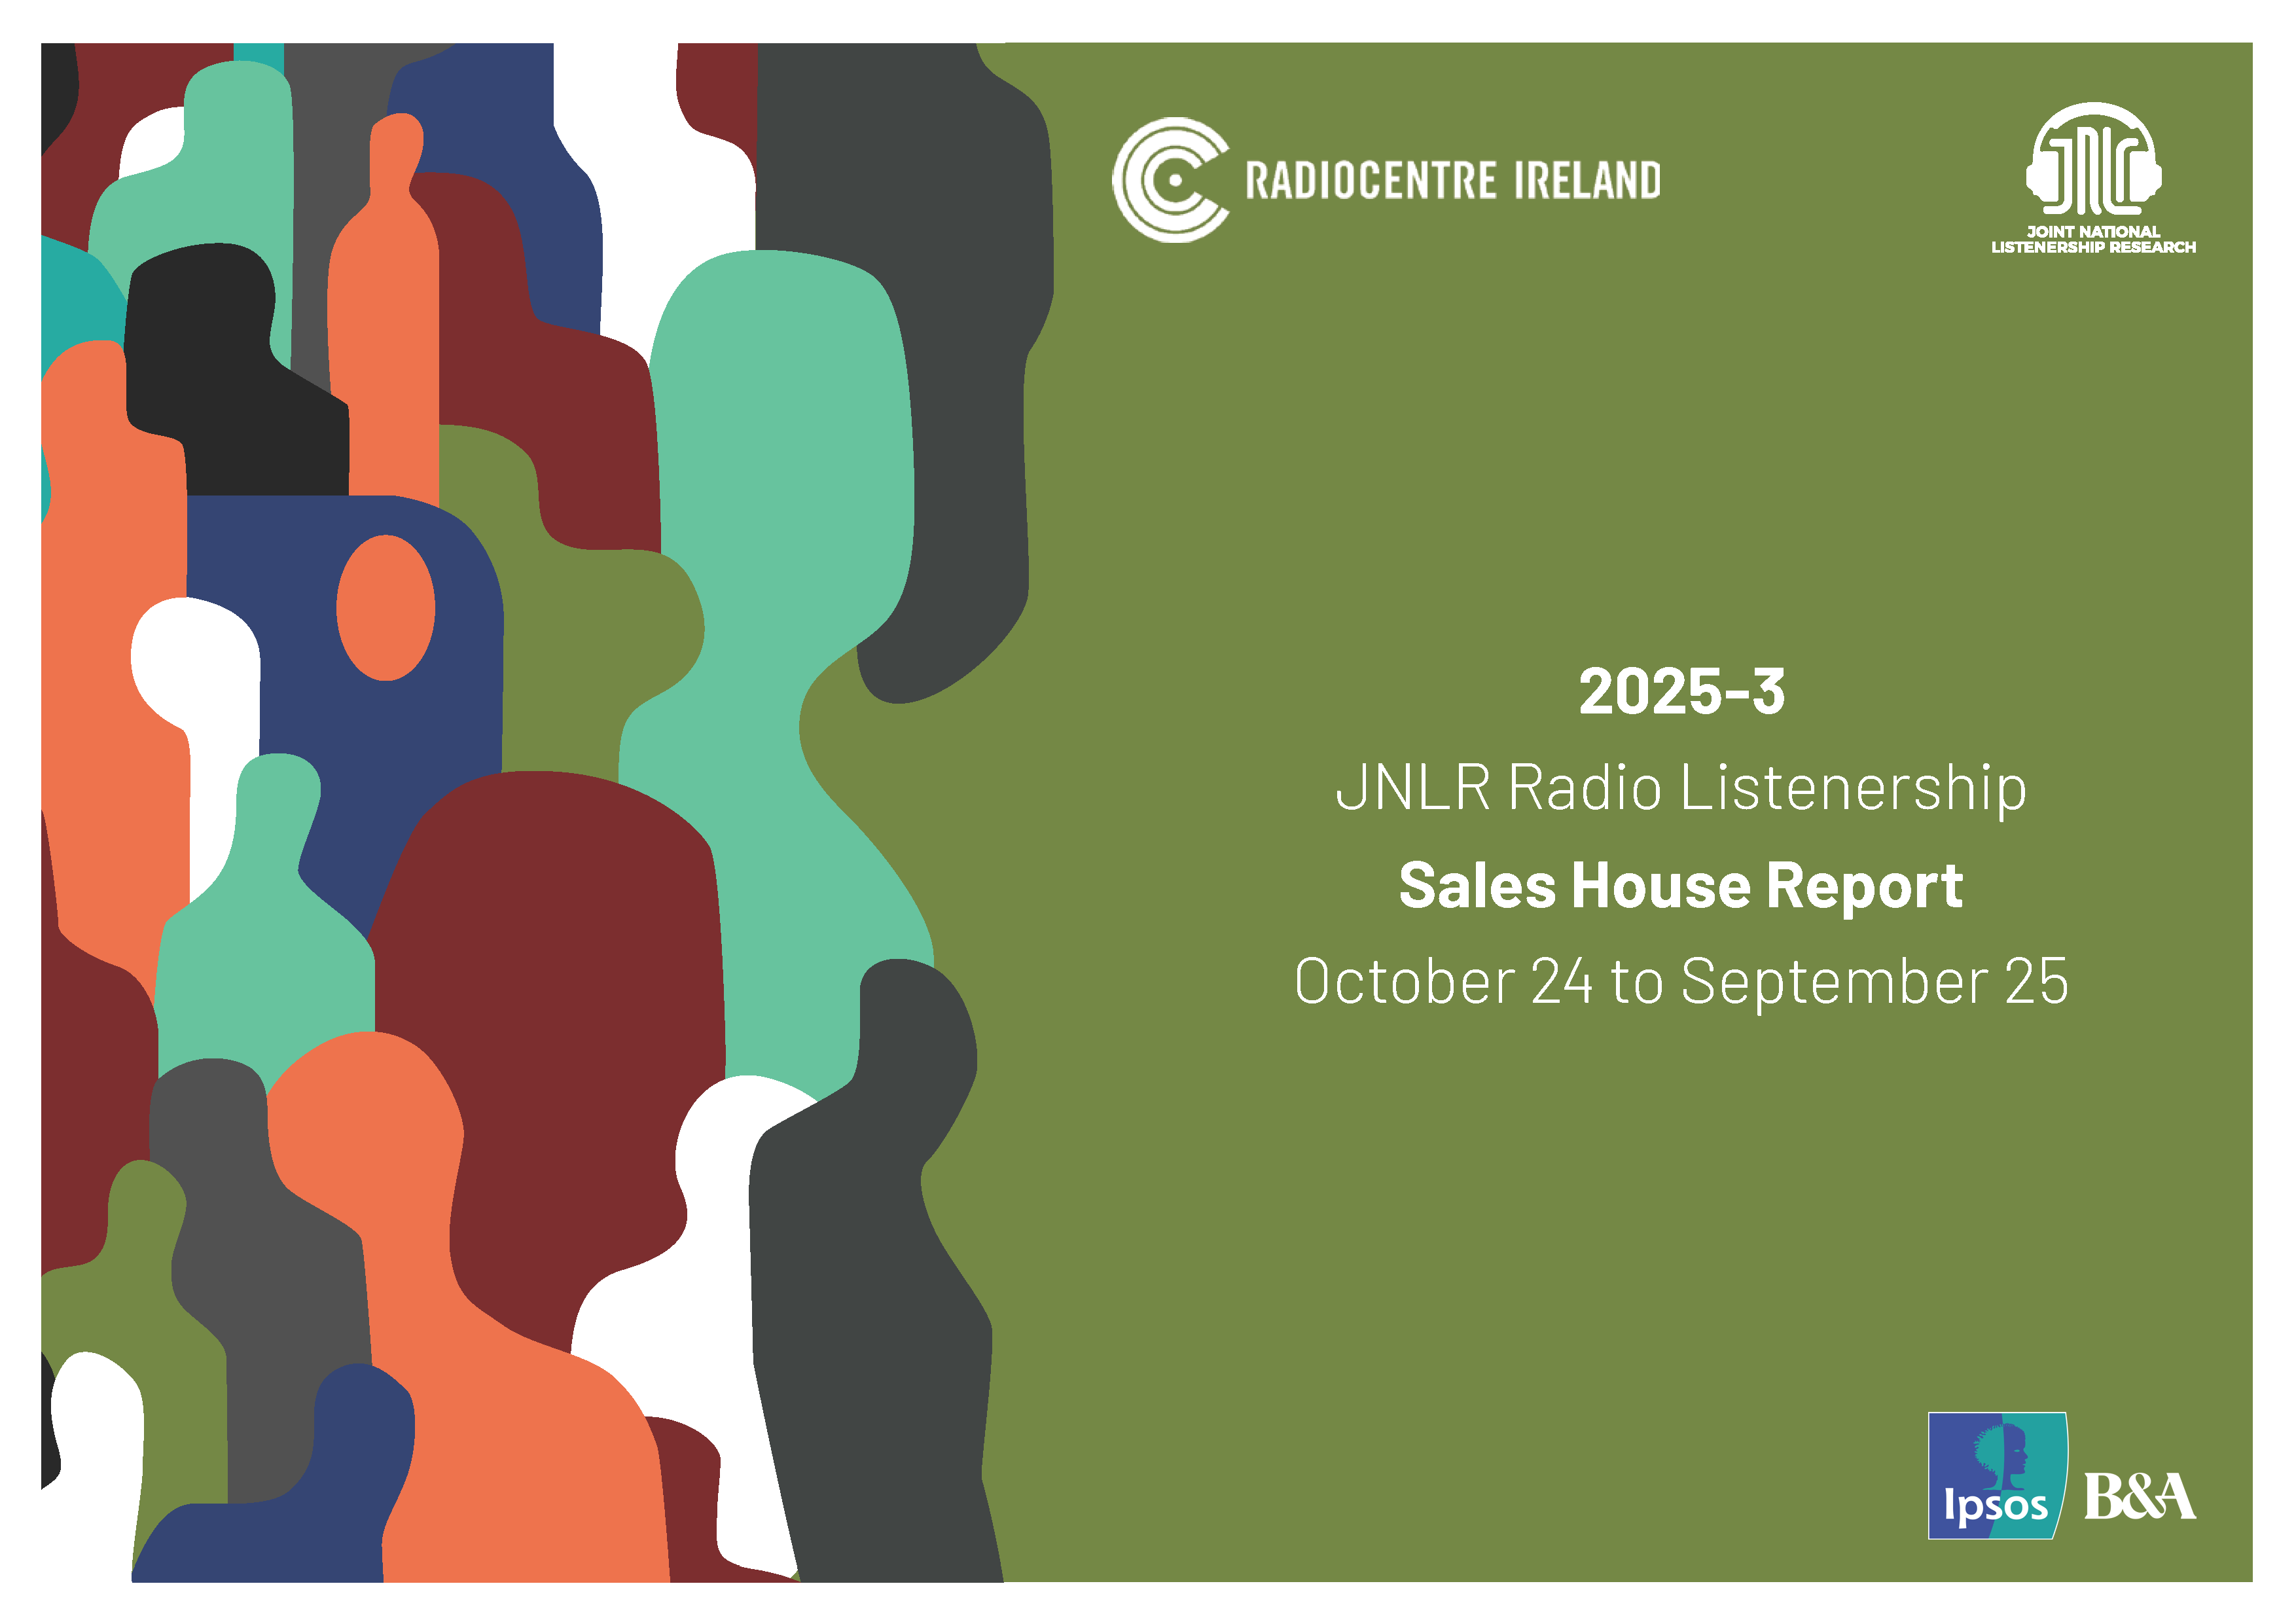 RADIOCENTRE IRELAND
JOINT NATIONAL
LISTENERSHIP RESEARCH
2025-3
JNLR Radio Listenership
Sales House Report
October 24 to September 25
Ipsos
B&A